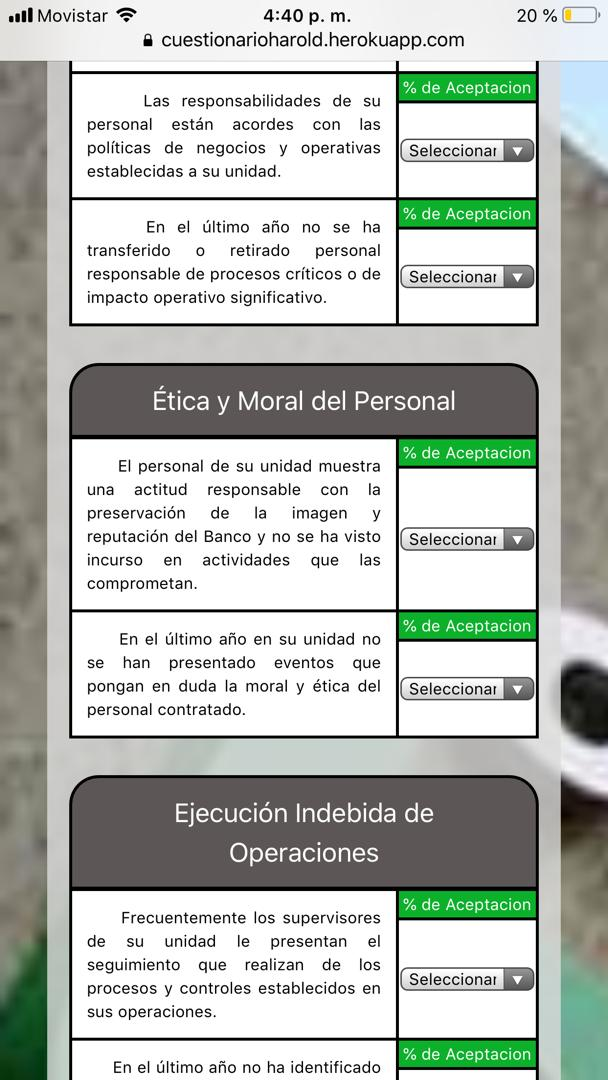 Movistar 4:40 p. m. 20 %
cuestionarioharold.herokuapp.com
% de Aceptacion
Las responsabilidades de su
personal están acordes con las
políticas de negocios y operativas
establecidas a su unidad.
Seleccionar
% de Aceptacion
En el último año no se ha
transferido o retirado personal
responsable de procesos críticos o de
impacto operativo significativo.
Seleccionar
Ética y Moral del Personal
% de Aceptacion
El personal de su unidad muestra
una actitud responsable con la
preservación de la imagen y
reputación del Banco y no se ha visto
incurso en actividades que las
comprometan.
Seleccionar
% de Aceptacion
En el último año en su unidad no
se han presentado eventos que
pongan en duda la moral y ética del
personal contratado.
Seleccionar
Ejecución Indebida de
Operaciones
% de Aceptacion
Frecuentemente los supervisores
de su unidad le presentan el
seguimiento que realizan de los
procesos y controles establecidos en
sus operaciones.
Seleccionar
% de Aceptacion
En el último año no ha identificado